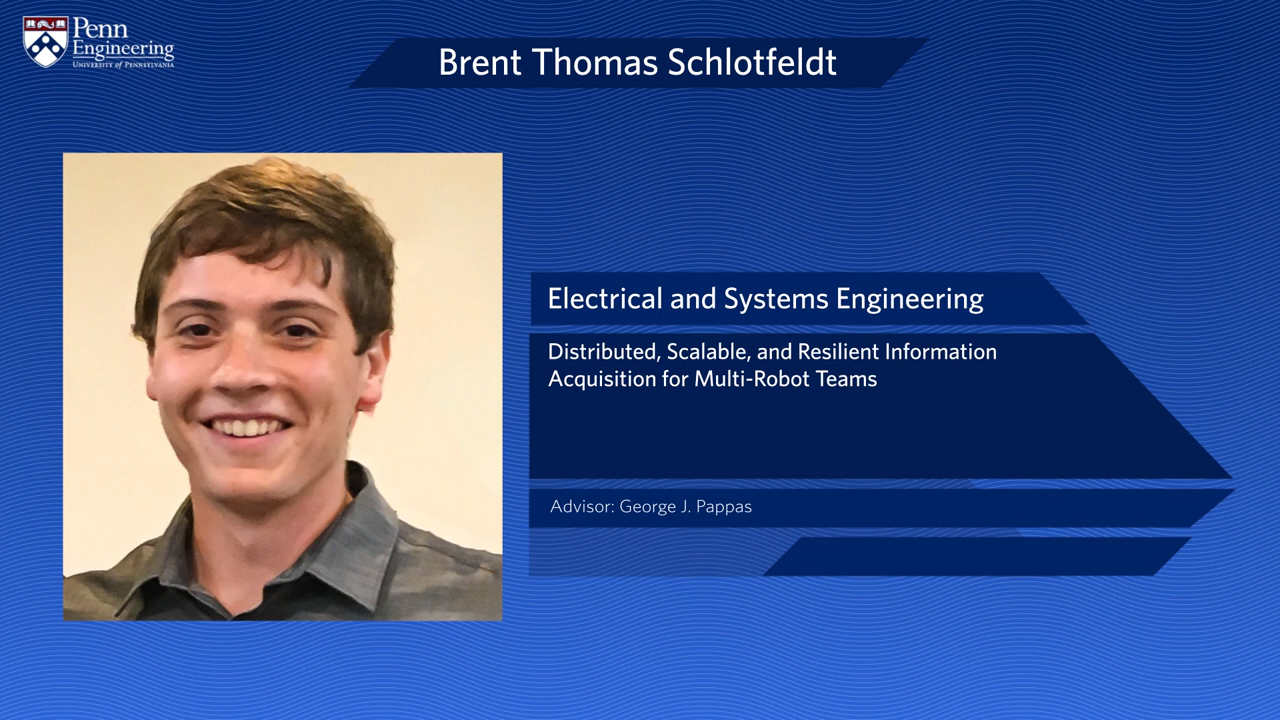 Penn
Engineering
UNIVERSITY of PENNSYLVANIA
Brent Thomas Schlotfeldt
Electrical and Systems Engineering
Distributed, Scalable, and Resilient Information
Acquisition for Multi-Robot Teams
Advisor: George J. Pappas